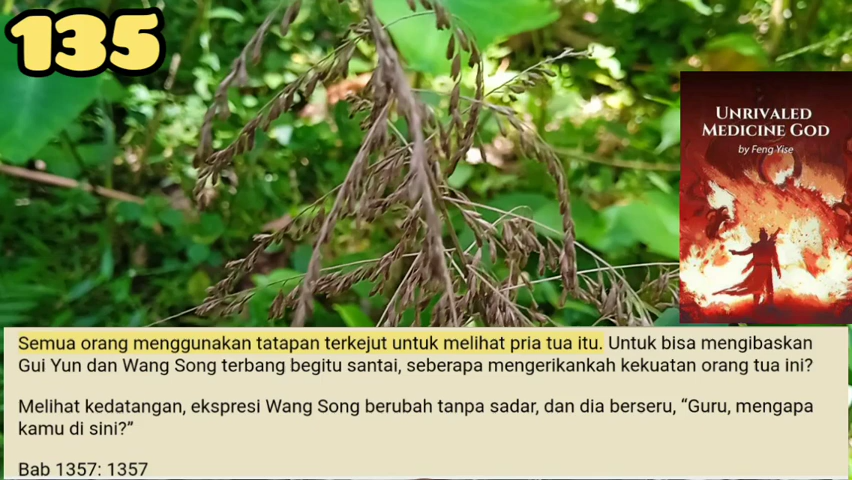 135
UNRIVALED
MEDICINE GOD
by Feng Yise
Semua orang menggunakan tatapan terkejut untuk melihat pria tua itu. Untuk bisa mengibaskan
Gui Yun dan Wang Song terbang begitu santai, seberapa mengerikankah kekuatan orang tua ini?
Melihat kedatangan, ekspresi Wang Song berubah tanpa sadar, dan dia berseru, “Guru, mengapa
kamu di sini?”
Bab 1357: 1357